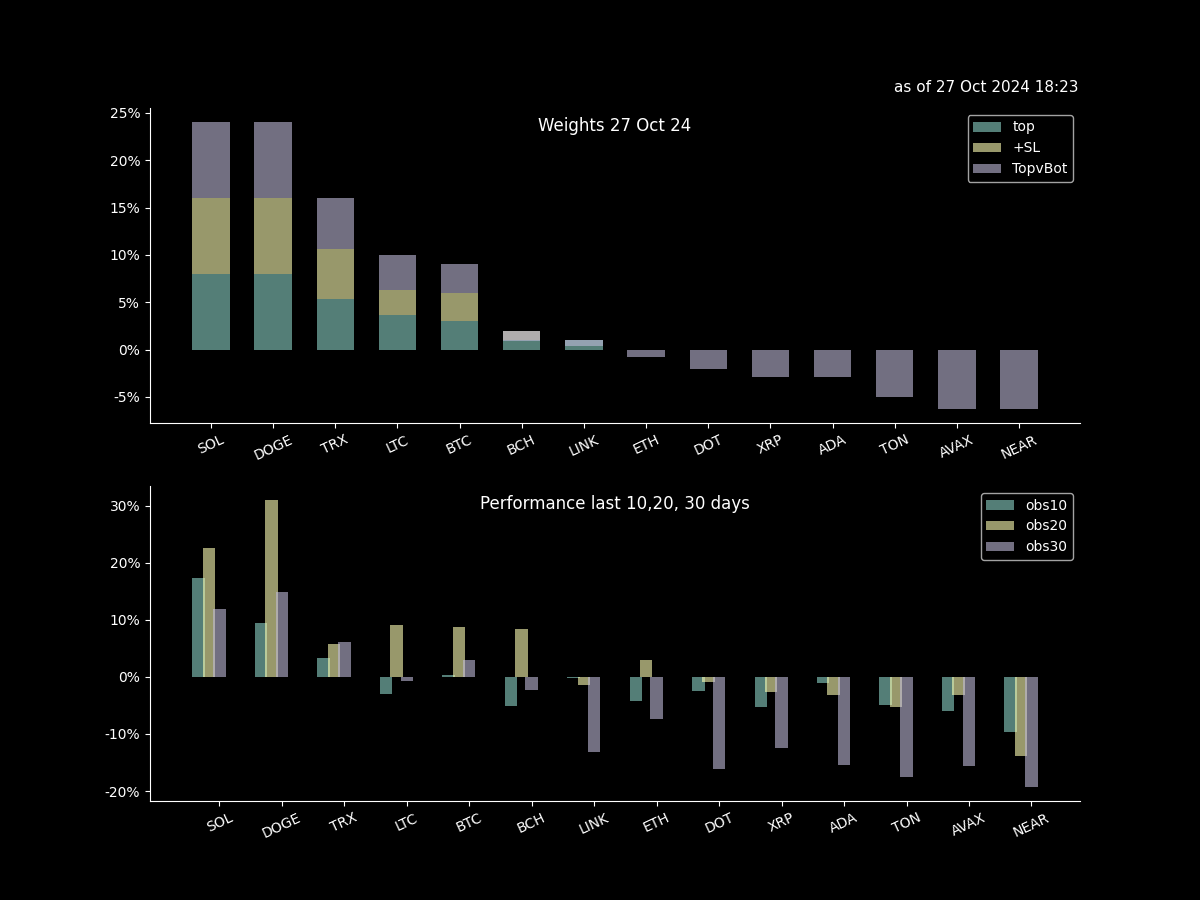 as of 27 Oct 2024 18:23
Weights 27 Oct 24
top
+SL
TopvBot
25%
20%
15%
10%
5%
0%
-5%
SOL DOGE TRX LTC BTC BCH LINK ETH DOT XRP ADA TON AVAX NEAR
Performance last 10,20, 30 days
obs10
obs20
obs30
30%
20%
10%
0%
-10%
-20%
SOL DOGE TRX LTC BTC BCH LINK ETH DOT XRP ADA TON AVAX NEAR